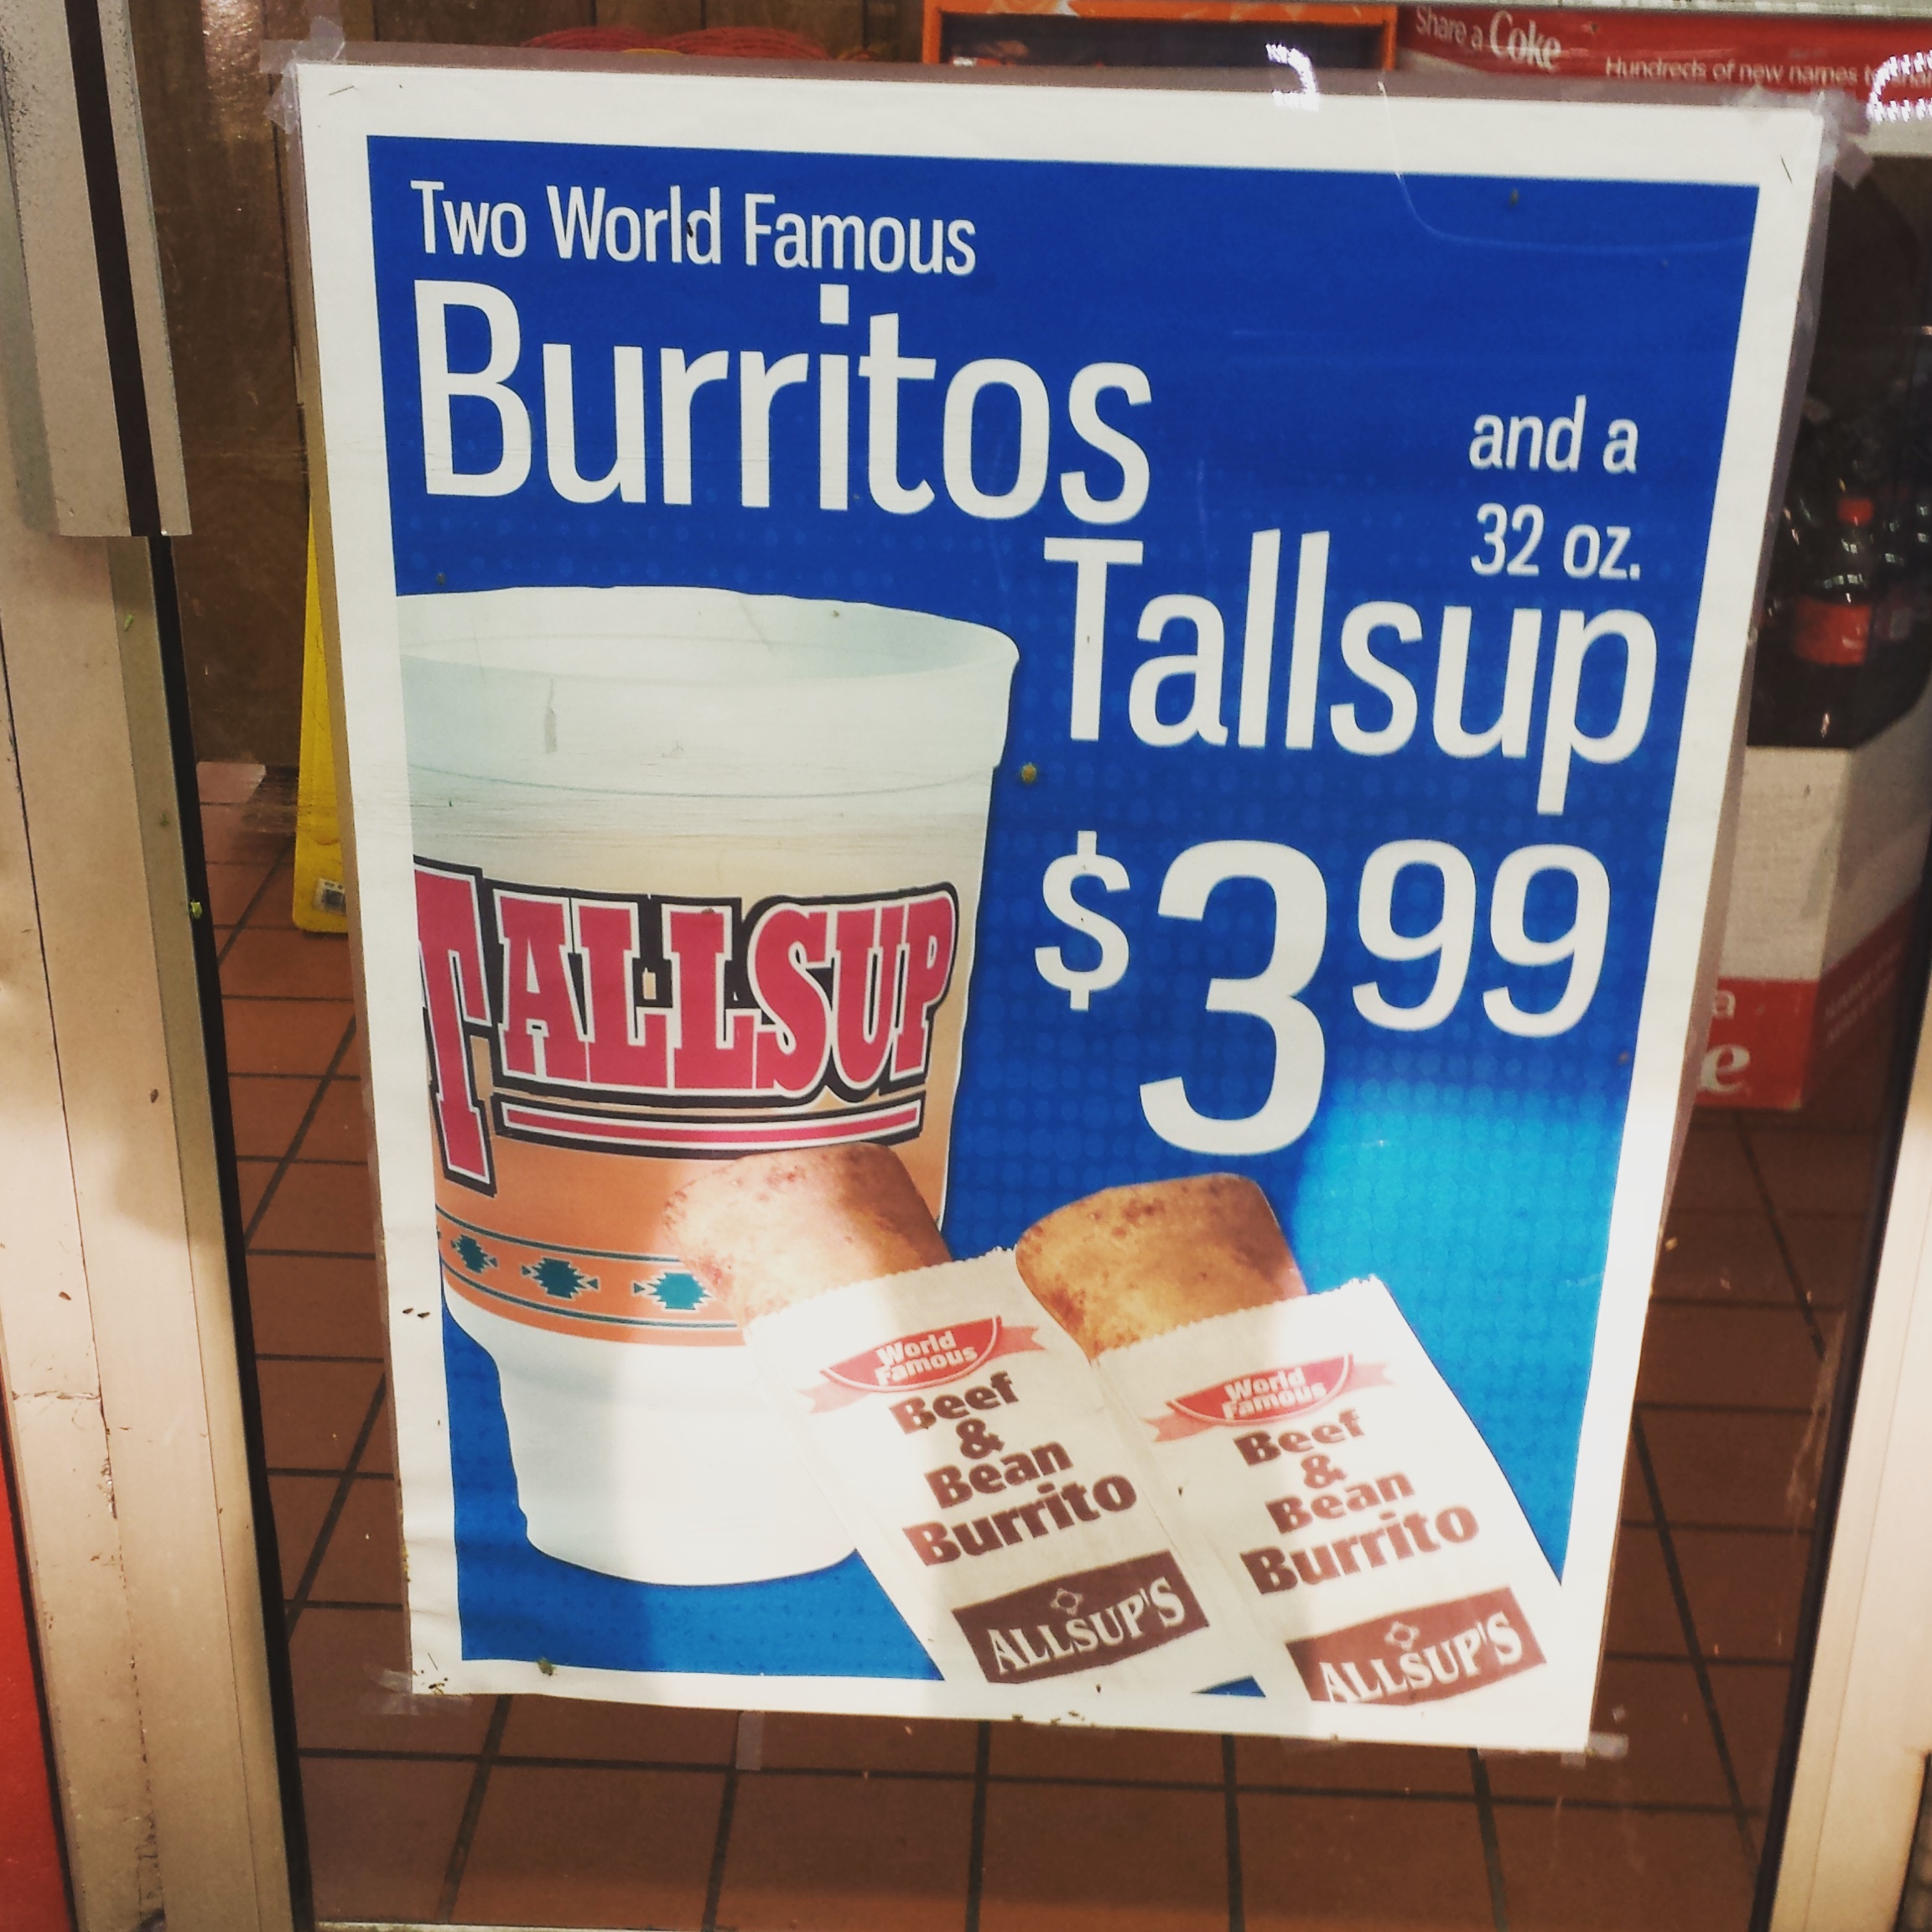 Share a Coke
Hundreds of new names
Two World Famous
Burritos
and a
32 oz.
Tallsup
$3 99
TALLSUP
World
Famous
Beef
&
Bean
Burrito
ALLSUP'S
World
Famous
Beef
&
Bean
Burrito
ALLSUP'S